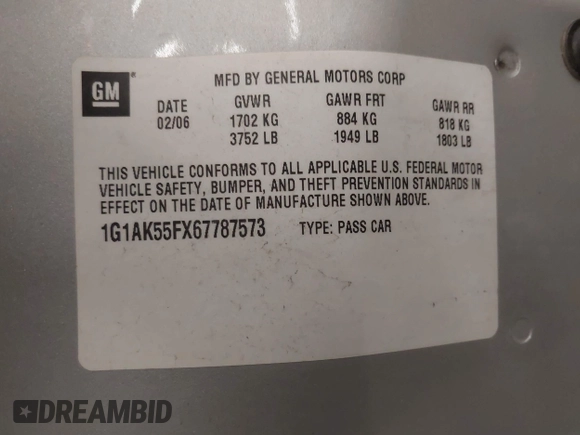 GM
MFD BY GENERAL MOTORS CORP
DATE GVWR GAWR FRT GAWR RR
02/06 1702 KG 884 KG 818 KG
3752 LB 1949 LB 1803 LB
THIS VEHICLE CONFORMS TO ALL APPLICABLE U.S. FEDERAL MOTOR
VEHICLE SAFETY, BUMPER, AND THEFT PREVENTION STANDARDS IN
EFFECT ON THE DATE OF MANUFACTURE SHOWN ABOVE.
1G1AK55FX67787573 TYPE: PASS CAR
DREAMBID